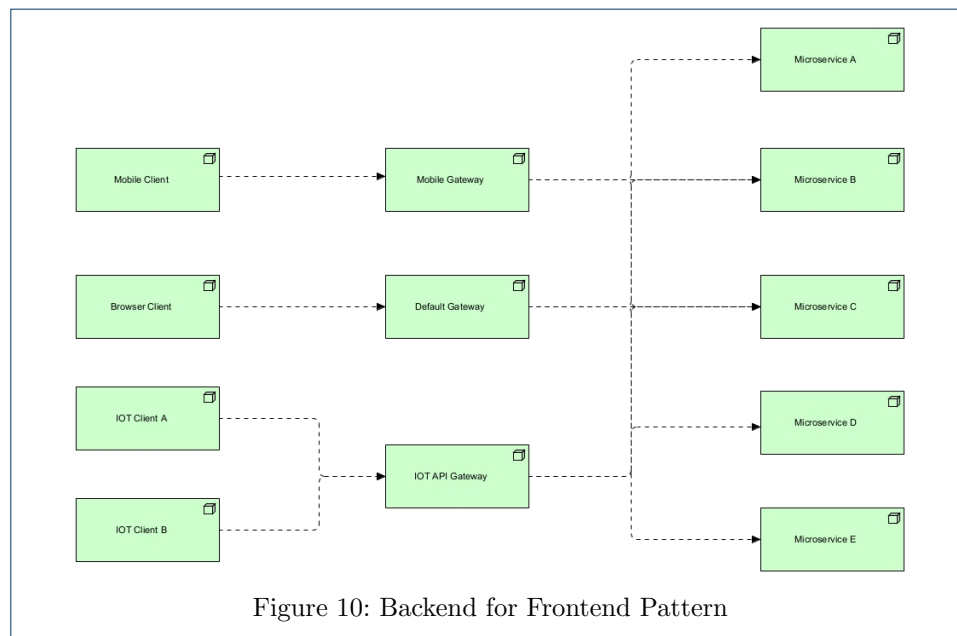 Microservice A
Mobile Client
Mobile Gateway
Microservice B
Browser Client
Default Gateway
Microservice C
IOT Client A
Microservice D
IOT API Gateway
IOT Client B
Microservice E
Figure 10: Backend for Frontend Pattern